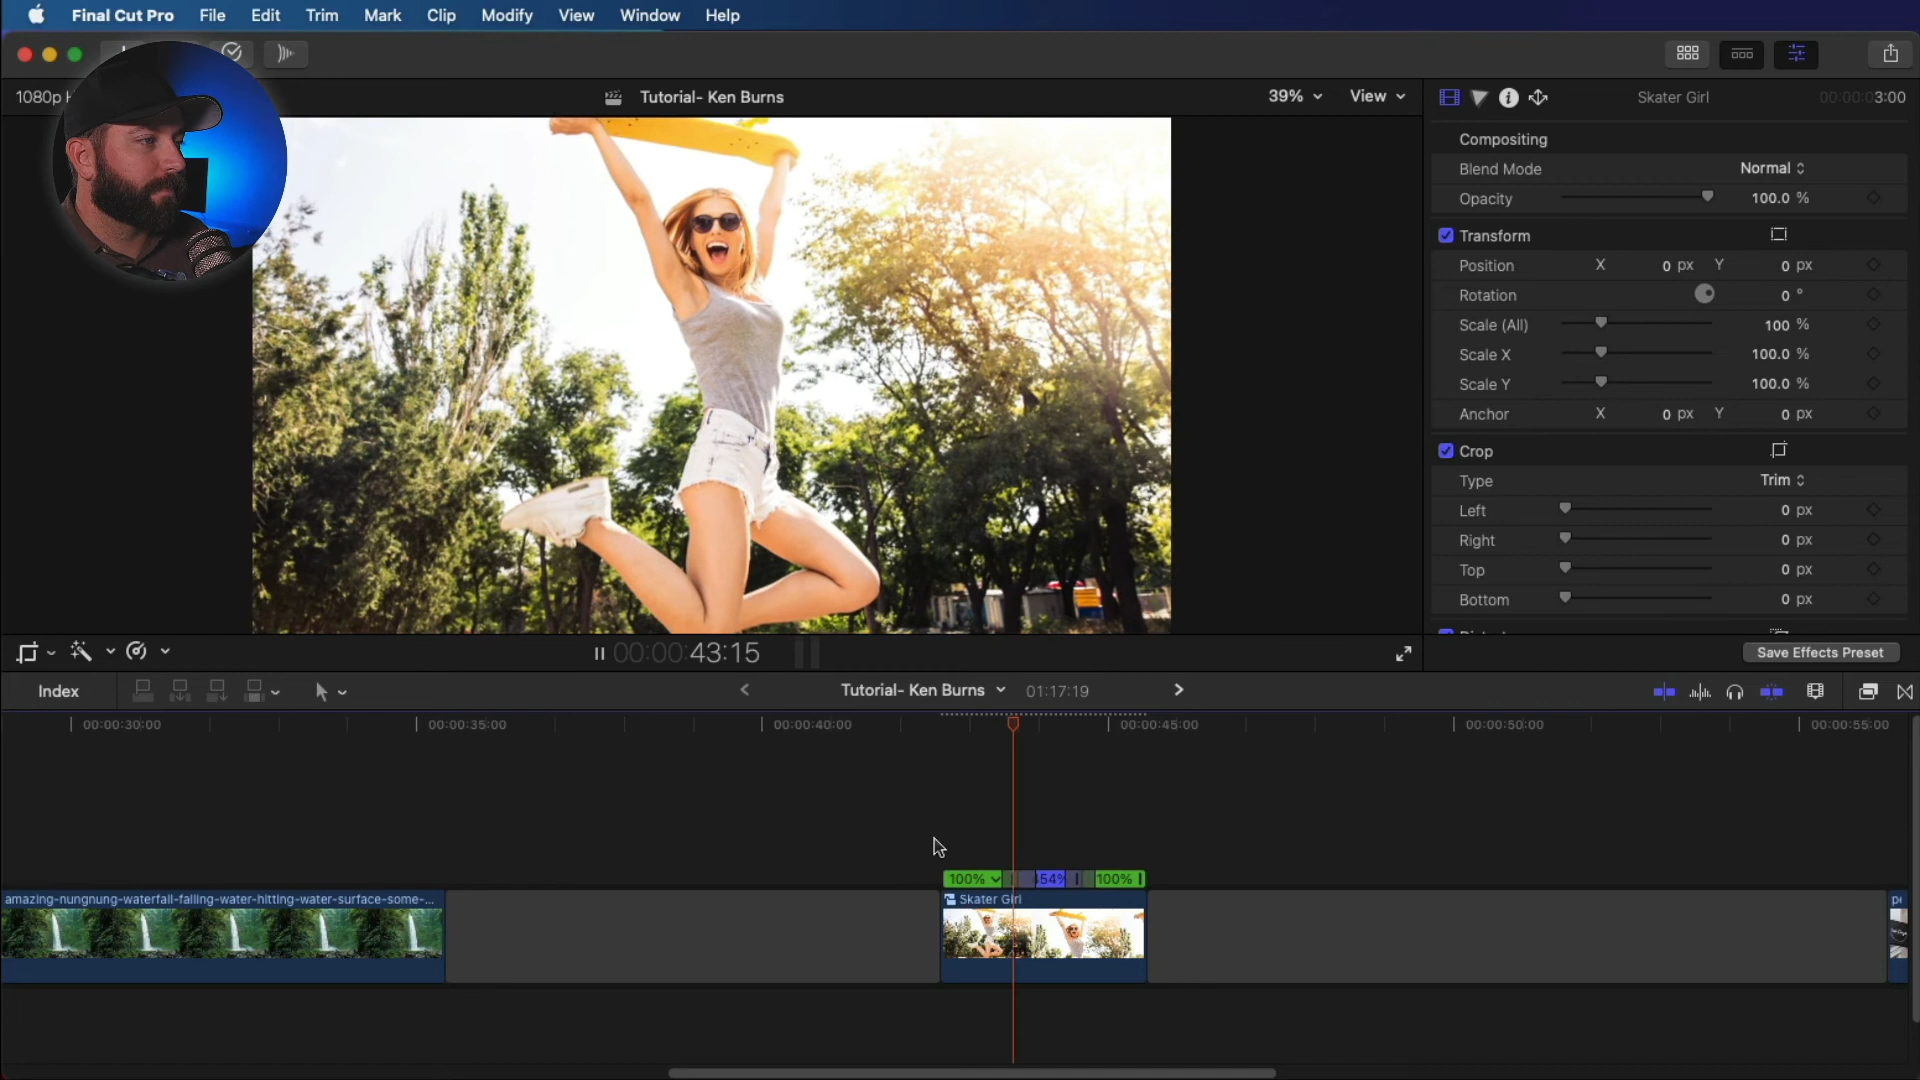 Final Cut Pro File Edit Trim Mark Clip Modify View Window Help
1080p
Tutorial- Ken Burns
39%
View
Skater Girl
00:00:03:00
Compositing
Blend Mode Normal
Opacity 100.0 %
Transform
Position X 0 px Y 0 px
Rotation 0 °
Scale (All) 100 %
Scale X 100.0 %
Scale Y 100.0 %
Anchor X 0 px Y 0 px
Crop
Type Trim
Left 0 px
Right 0 px
Top 0 px
Bottom 0 px
00:00:43:15
Save Effects Preset
Index
Tutorial- Ken Burns 01:17:19
00:00:30:00 00:00:35:00 00:00:40:00 00:00:45:00 00:00:50:00 00:00:55:00
100% 100%
amazing-nungnung-waterfall-falling-water-hitting-water-surface-some-...
Skater Girl